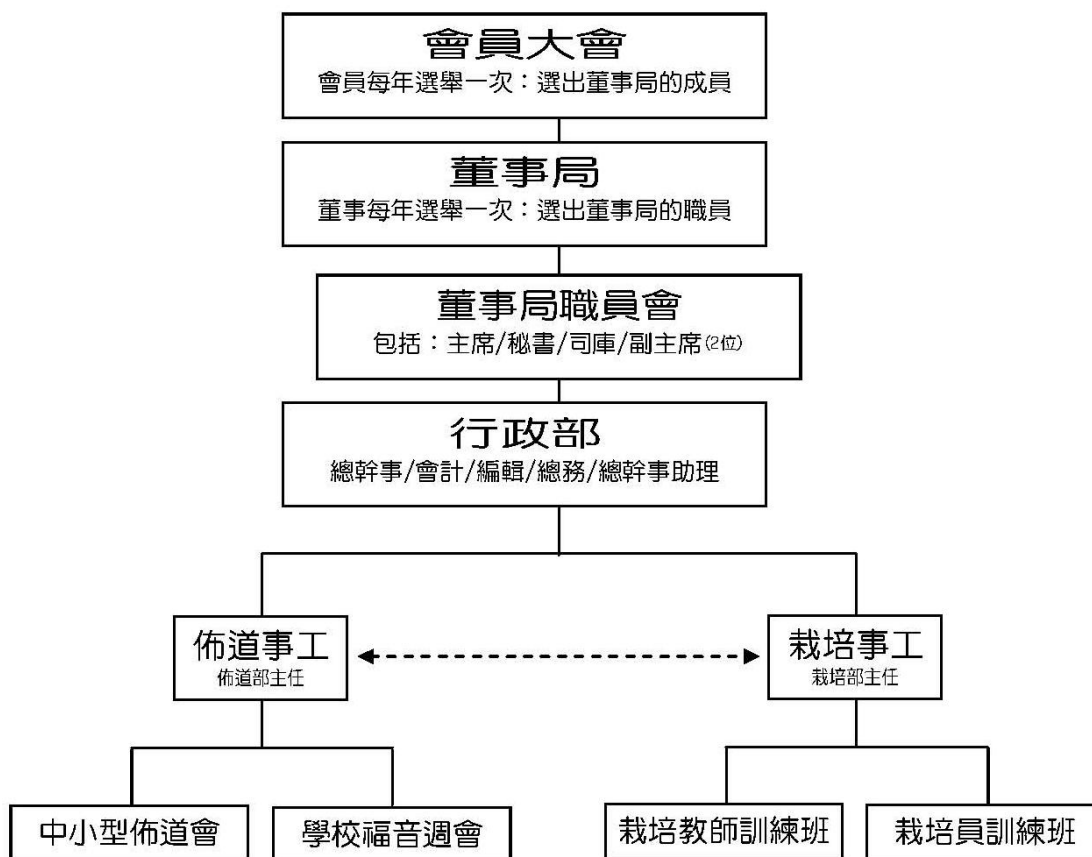 會員大會
會員每年選舉一次：選出董事局的成員
董事局
董事每年選舉一次：選出董事局的職員
董事局職員會
包括：主席/秘書/司庫/副主席(2位)
行政部
總幹事/會計/編輯/總務/總幹事助理
佈道事工
佈道部主任
栽培事工
栽培部主任
中小型佈道會
學校福音週會
栽培教師訓練班
栽培員訓練班